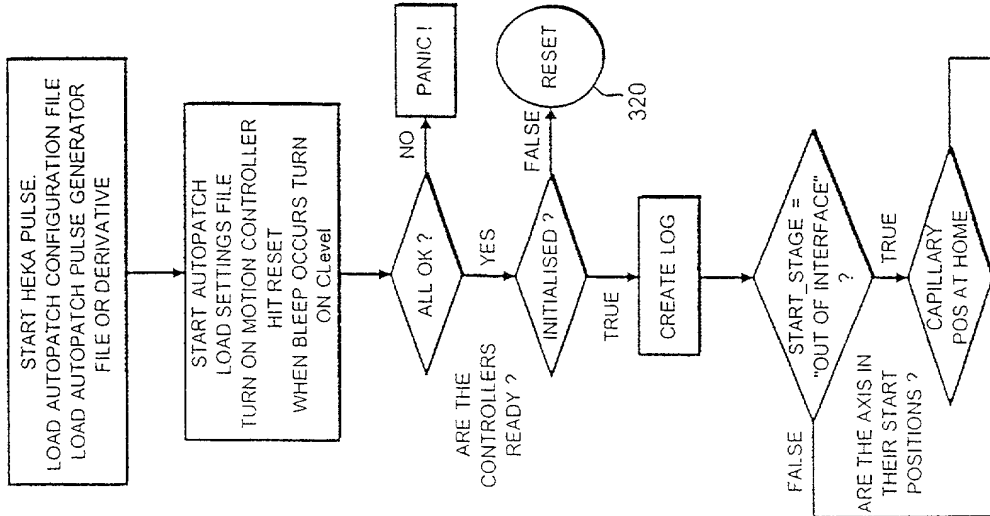 START HEKA PULSE.
LOAD AUTOPATCH CONFIGURATION FILE
LOAD AUTOPATCH PULSE GENERATOR
FILE OR DERIVATIVE
START AUTOPATCH
LOAD SETTINGS FILE
TURN ON MOTION CONTROLLER
HIT RESET
WHEN BLEEP OCCURS TURN
ON CLevel
ALL OK ?
NO
PANIC!
YES
ARE THE
CONTROLLERS
READY ?
INITIALISED ?
FALSE
RESET
320
TRUE
CREATE LOG
START_STAGE =
"OUT OF INTERFACE"
?
FALSE
TRUE
ARE THE AXIS IN
THEIR START
POSITIONS ?
CAPILLARY
POS AT HOME